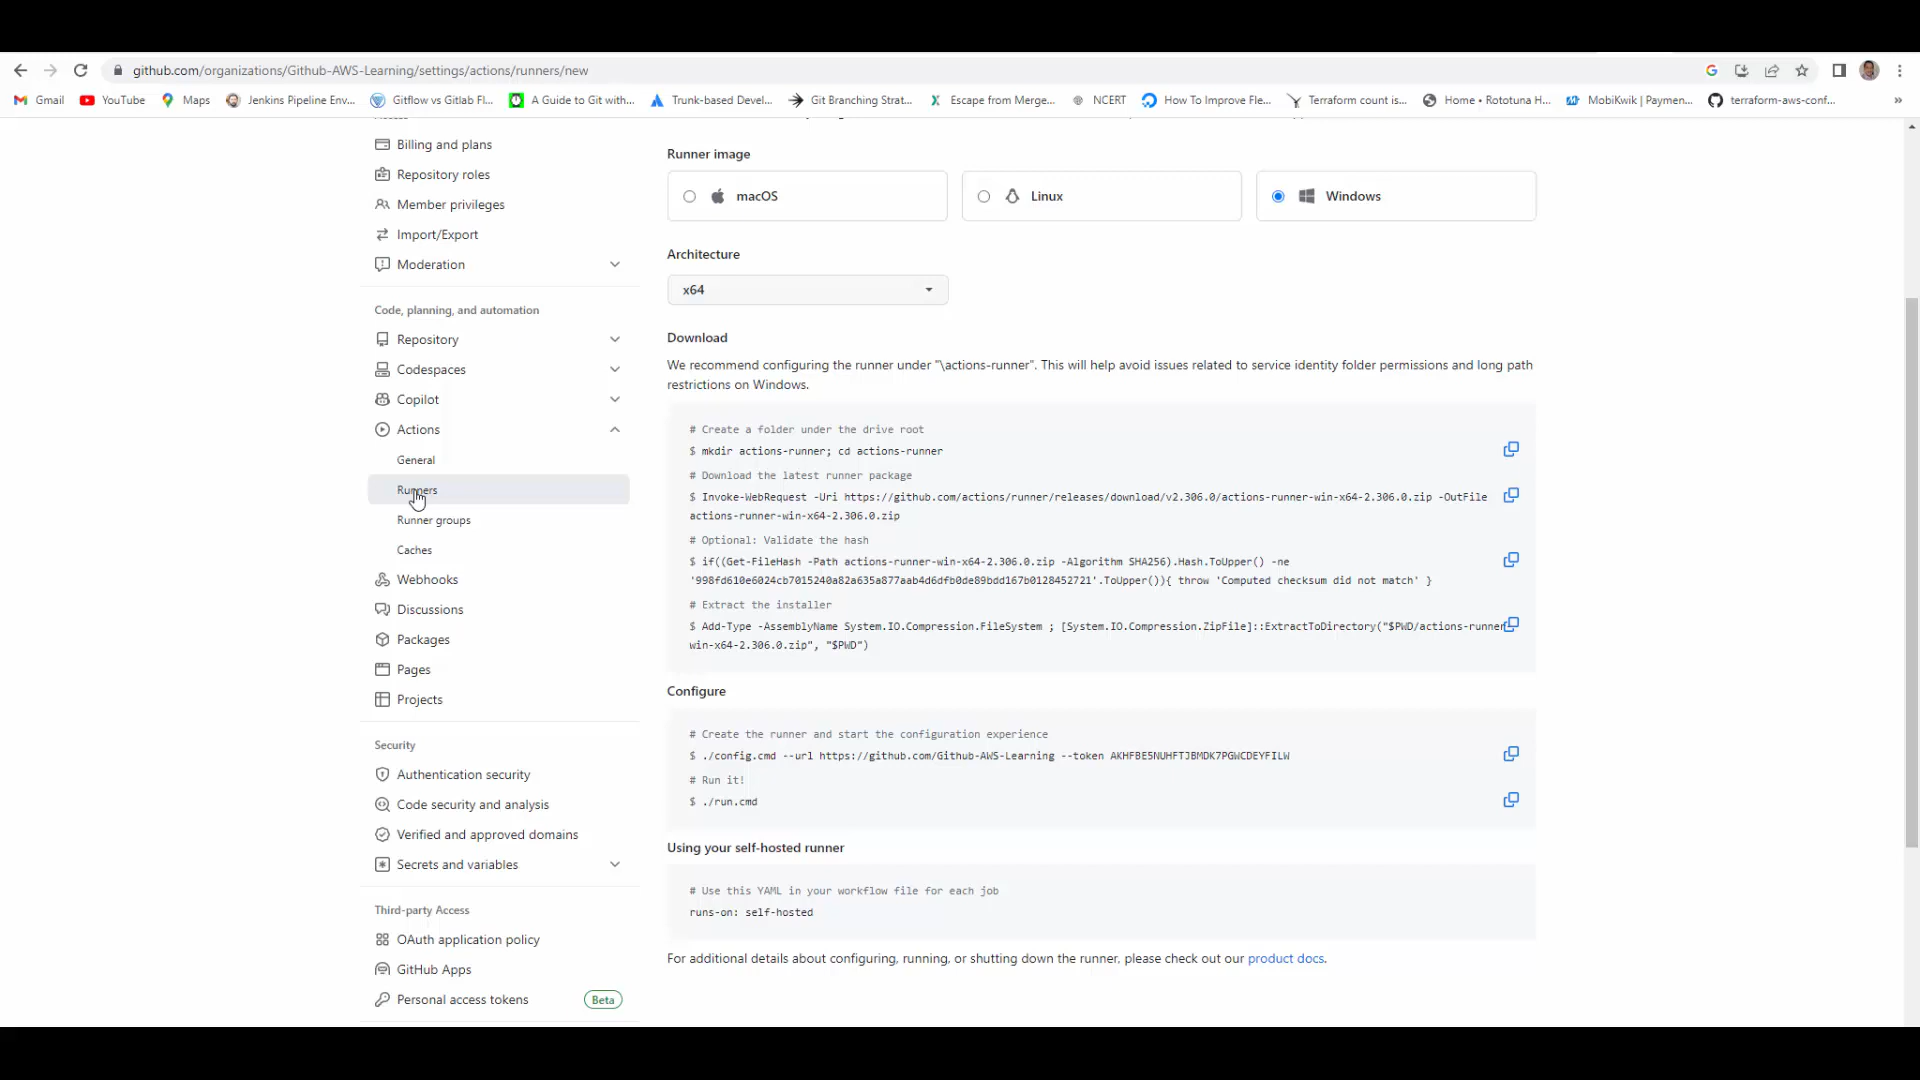 github.com/organizations/Github-AWS-Learning/settings/actions/runners/new
Gmail
YouTube
Maps
Jenkins Pipeline Env...
Gitflow vs Gitlab Fl...
A Guide to Git with...
Trunk-based Devel...
Git Branching Strat...
Escape from Merge...
NCERT
How To Improve Fle...
Terraform count is...
Home • Rototuna H...
MobiKwik | Paymen...
terraform-aws-conf...
»
Billing and plans
Repository roles
Member privileges
Import/Export
Moderation
Code, planning, and automation
Repository
Codespaces
Copilot
Actions
General
Runners
Runner groups
Caches
Webhooks
Discussions
Packages
Pages
Projects
Security
Authentication security
Code security and analysis
Verified and approved domains
Secrets and variables
Third-party Access
OAuth application policy
GitHub Apps
Personal access tokens Beta
Runner image
macOS
Linux
Windows
Architecture
x64
Download
We recommend configuring the runner under "\actions-runner". This will help avoid issues related to service identity folder permissions and long path
restrictions on Windows.
# Create a folder under the drive root
$ mkdir actions-runner; cd actions-runner
# Download the latest runner package
$ Invoke-WebRequest -Uri https://github.com/actions/runner/releases/download/v2.306.0/actions-runner-win-x64-2.306.0.zip -OutFile
actions-runner-win-x64-2.306.0.zip
# Optional: Validate the hash
$ if((Get-FileHash -Path actions-runner-win-x64-2.306.0.zip -Algorithm SHA256).Hash.ToUpper() -ne
'998fd610e6024cb7015240a82a635a877aab4d6dfb0de89bdd167b0128452721'.ToUpper()){ throw 'Computed checksum did not match' }
# Extract the installer
$ Add-Type -AssemblyName System.IO.Compression.FileSystem ; [System.IO.Compression.ZipFile]::ExtractToDirectory("$PWD/actions-runner
win-x64-2.306.0.zip", "$PWD")
Configure
# Create the runner and start the configuration experience
$ ./config.cmd --url https://github.com/Github-AWS-Learning --token AKHFBE5NUHFTJBMDK7PGWCDEYFILW
# Run it!
$ ./run.cmd
Using your self-hosted runner
# Use this YAML in your workflow file for each job
runs-on: self-hosted
For additional details about configuring, running, or shutting down the runner, please check out our product docs.